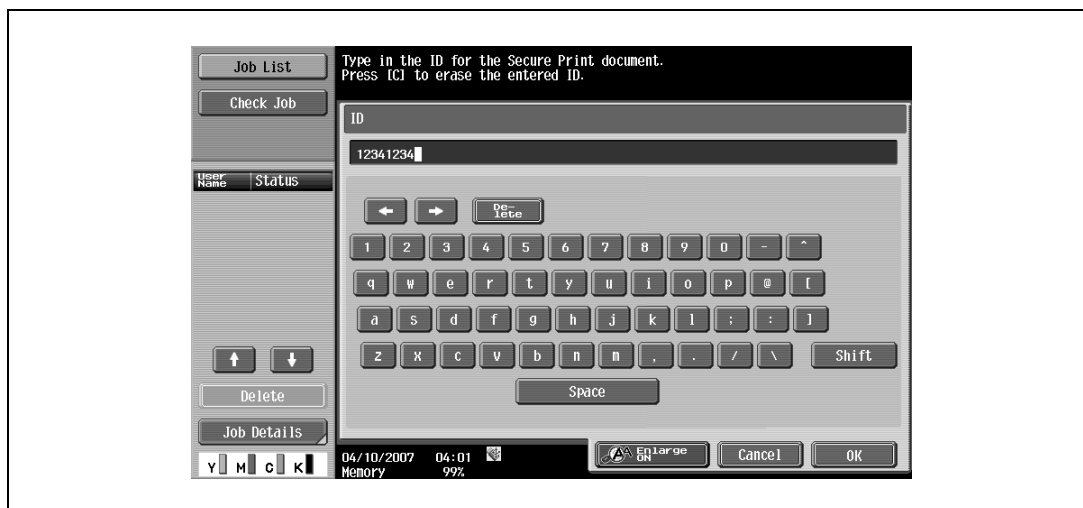 Job List
Check Job
User Name Status
Delete
Job Details
Y M C K
Type in the ID for the Secure Print document.
Press [C] to erase the entered ID.
ID
12341234
← → De-lete
1 2 3 4 5 6 7 8 9 0 - ^
q w e r t y u i o p @ [
a s d f g h j k l ; : ]
z x c v b n m , . / \ Shift
Space
04/10/2007 04:01
Memory 99%
Enlarge ON Cancel OK